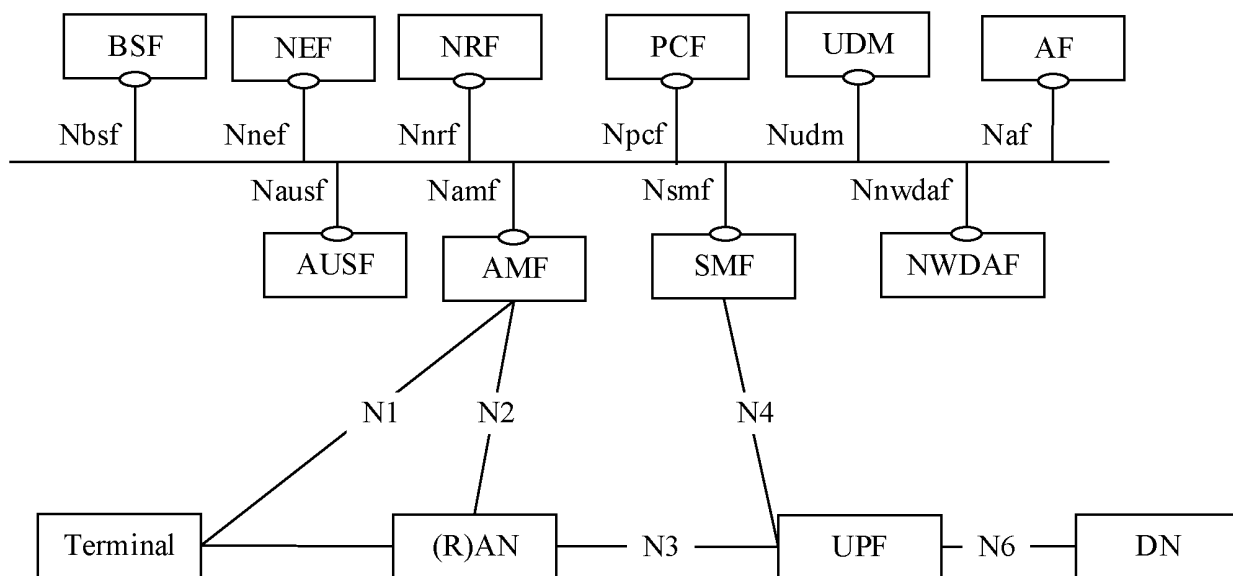 BSF NEF NRF PCF UDM AF
Nbsf Nnef Nnrf Npcf Nudm Naf
Nausf Namf Nsmf Nnwdaf
AUSF AMF SMF NWDAF
N1 N2 N4
Terminal (R)AN N3 UPF N6 DN